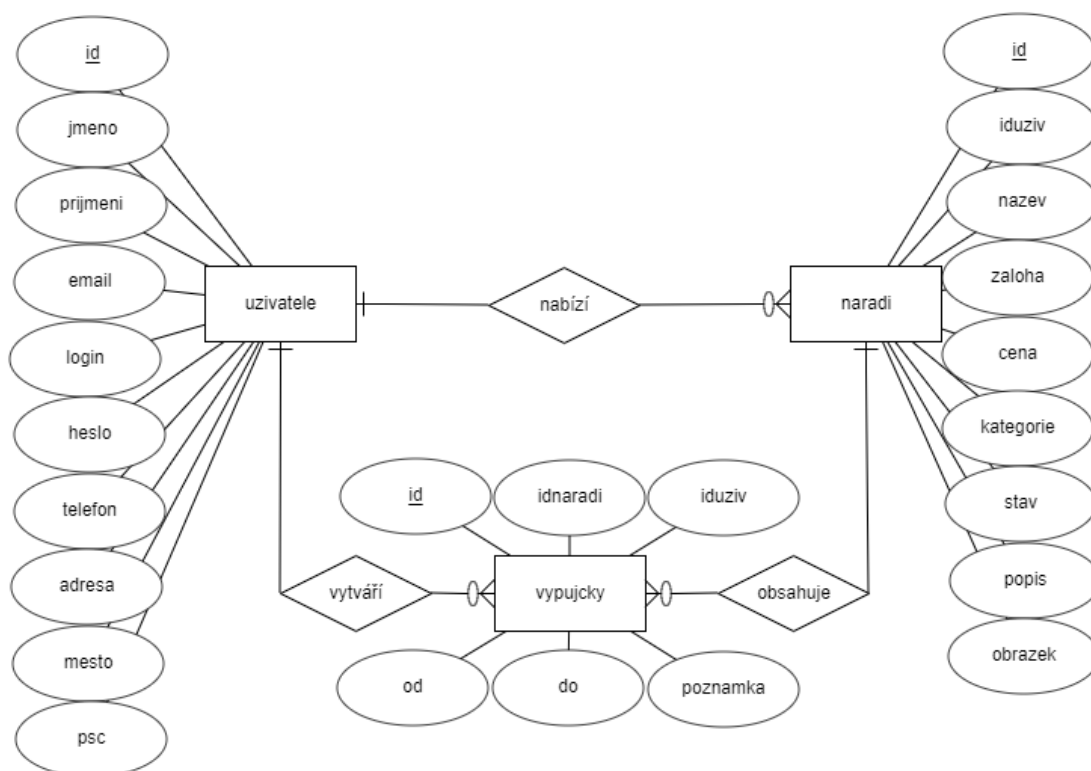 id
jmeno
prijmeni
email
login
heslo
telefon
adresa
mesto
psc
uzivatele
nabízí
naradi
id
iduziv
nazev
zaloha
cena
kategorie
stav
popis
obrazek
id
idnaradi
iduziv
vytváří
vypujcky
obsahuje
od
do
poznamka